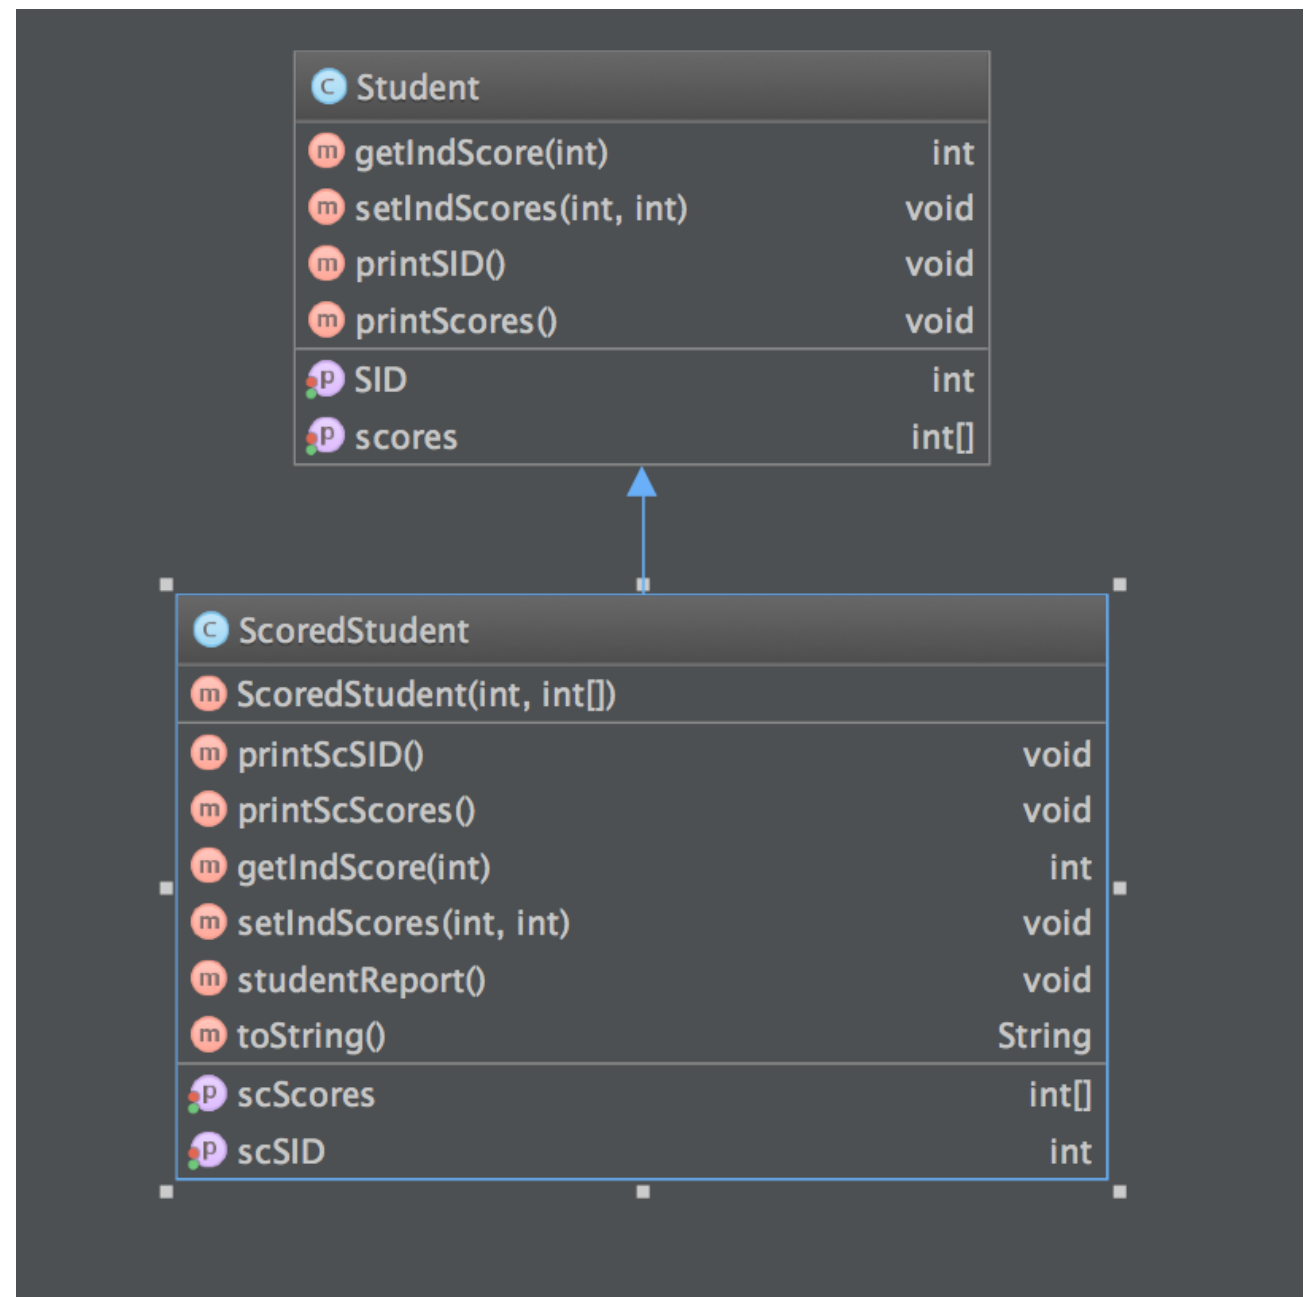 C Student
m getIndScore(int) int
m setIndScores(int, int) void
m printSID() void
m printScores() void
p SID int
p scores int[]
C ScoredStudent
m ScoredStudent(int, int[])
m printScSID() void
m printScScores() void
m getIndScore(int) int
m setIndScores(int, int) void
m studentReport() void
m toString() String
p scScores int[]
p scSID int